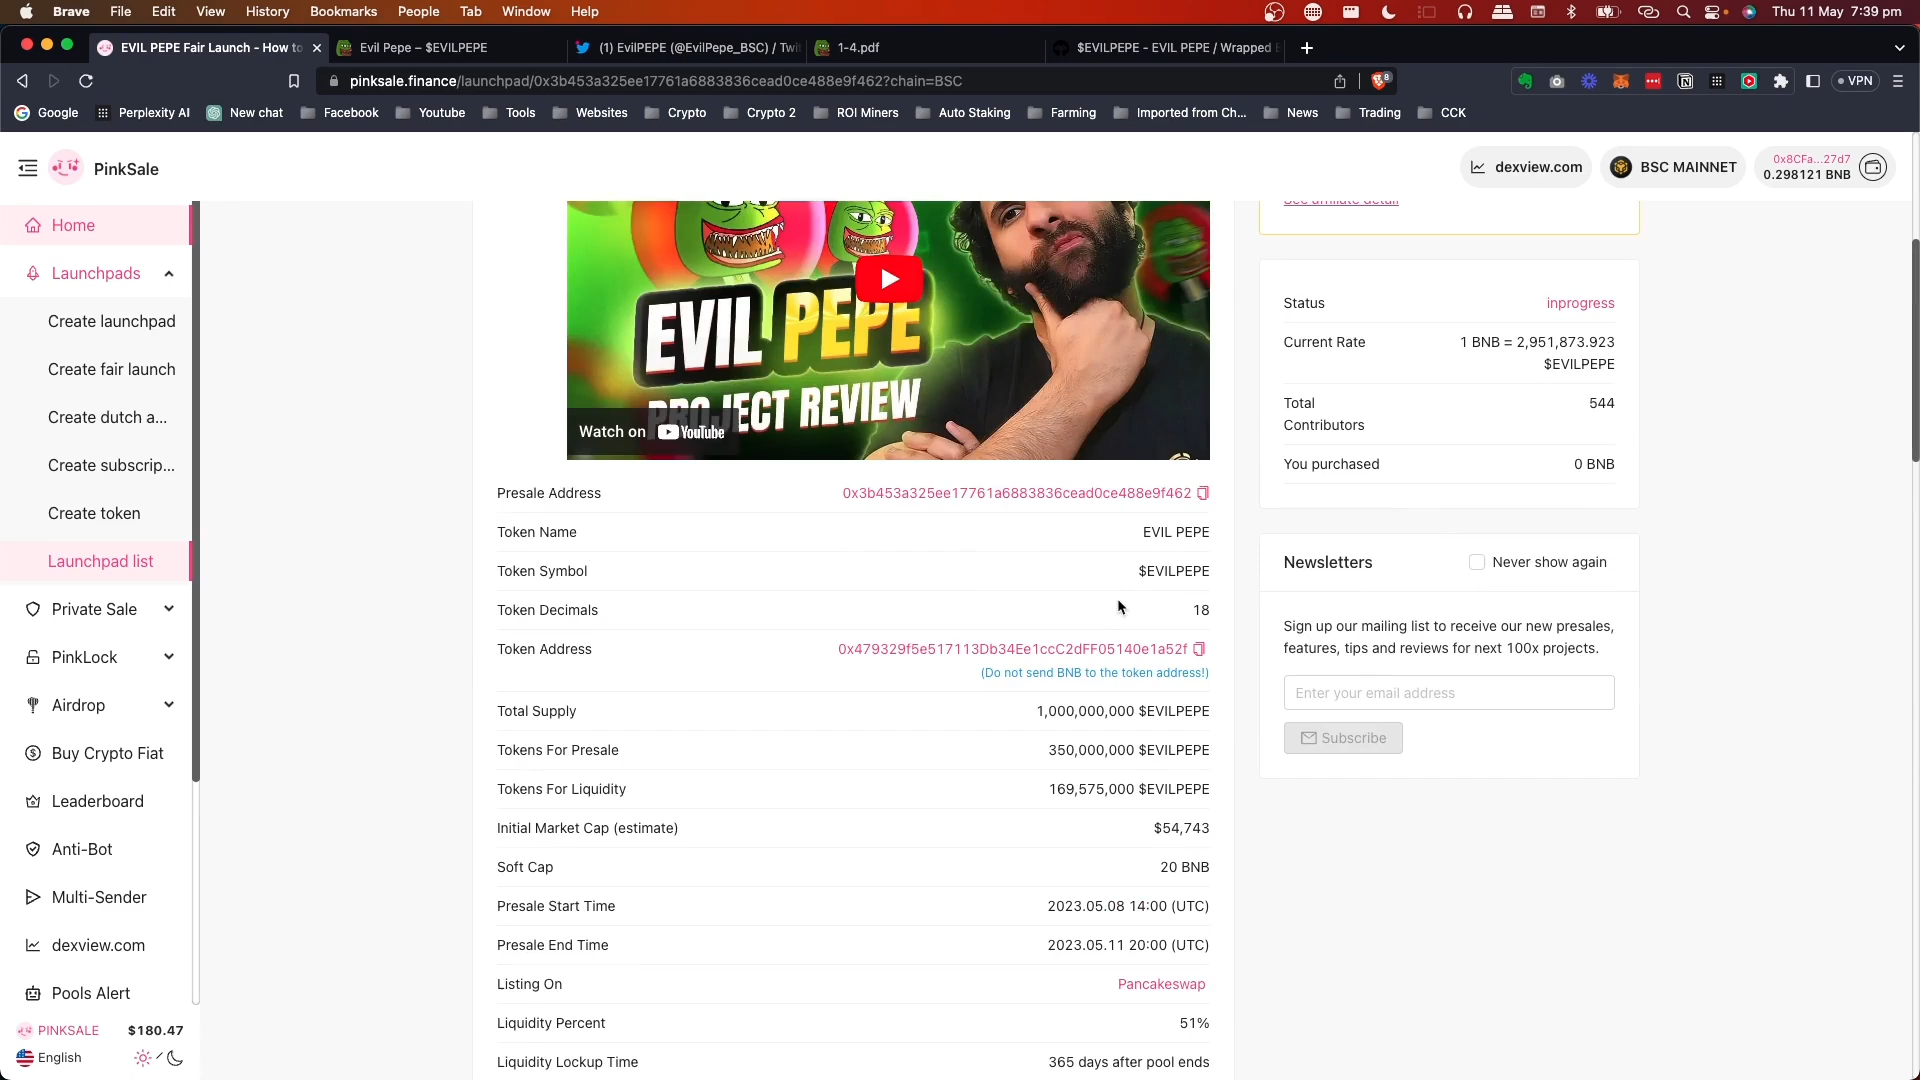 Brave File Edit View History Bookmarks People Tab Window Help Thu 11 May 7:39 pm
EVIL PEPE Fair Launch - How to
Evil Pepe – $EVILPEPE
(1) EvilPEPE (@EvilPepe_BSC) / Twit
1-4.pdf
$EVILPEPE - EVIL PEPE / Wrapped
pinksale.finance/launchpad/0x3b453a325ee17761a6883836cead0ce488e9f462?chain=BSC
8
VPN
Google Perplexity AI New chat Facebook Youtube Tools Websites Crypto Crypto 2 ROI Miners Auto Staking Farming Imported from Ch... News Trading CCK
PinkSale
dexview.com
BSC MAINNET
0x8CFa...27d7
0.298121 BNB
Home
Launchpads
Create launchpad
Create fair launch
Create dutch a...
Create subscrip...
Create token
Launchpad list
Private Sale
PinkLock
Airdrop
Buy Crypto Fiat
Leaderboard
Anti-Bot
Multi-Sender
dexview.com
Pools Alert
PINKSALE $180.47
English
EVIL PEPE
PROJECT REVIEW
Watch on YouTube
Presale Address 0x3b453a325ee17761a6883836cead0ce488e9f462
Token Name EVIL PEPE
Token Symbol $EVILPEPE
Token Decimals 18
Token Address 0x479329f5e517113Db34Ee1ccC2dFF05140e1a52f
(Do not send BNB to the token address!)
Total Supply 1,000,000,000 $EVILPEPE
Tokens For Presale 350,000,000 $EVILPEPE
Tokens For Liquidity 169,575,000 $EVILPEPE
Initial Market Cap (estimate) $54,743
Soft Cap 20 BNB
Presale Start Time 2023.05.08 14:00 (UTC)
Presale End Time 2023.05.11 20:00 (UTC)
Listing On Pancakeswap
Liquidity Percent 51%
Liquidity Lockup Time 365 days after pool ends
See affiliate detail
Status inprogress
Current Rate 1 BNB = 2,951,873.923
$EVILPEPE
Total 544
Contributors
You purchased 0 BNB
Newsletters Never show again
Sign up our mailing list to receive our new presales,
features, tips and reviews for next 100x projects.
Enter your email address
Subscribe